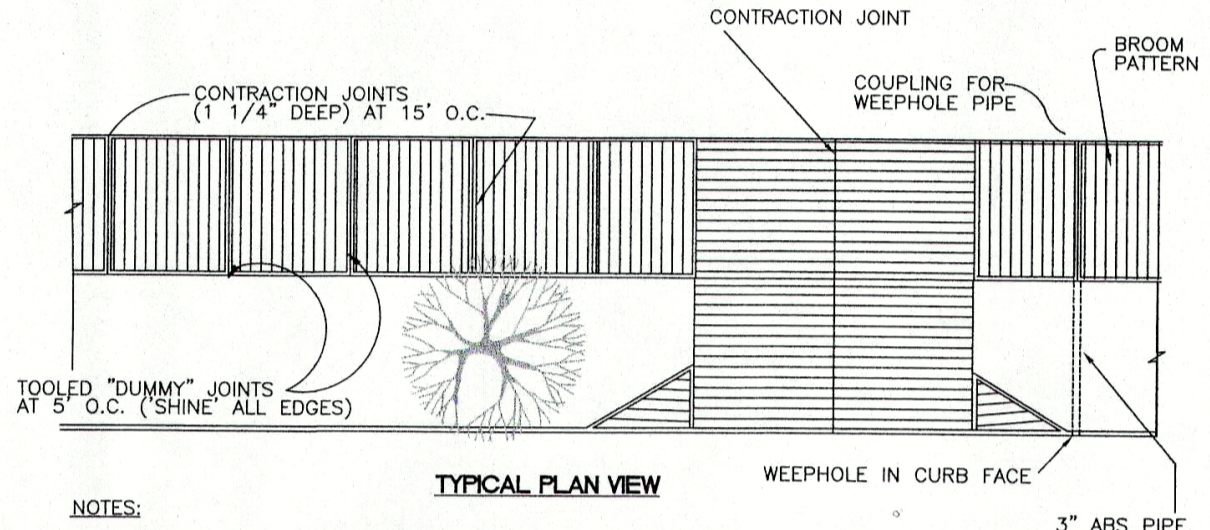 CONTRACTION JOINT
BROOM
PATTERN
COUPLING FOR
WEEPHOLE PIPE
CONTRACTION JOINTS
(1 1/4" DEEP) AT 15' O.C.
TOOLED "DUMMY" JOINTS
AT 5' O.C. ('SHINE' ALL EDGES)
WEEPHOLE IN CURB FACE
TYPICAL PLAN VIEW
NOTES:
3" ABS PIPE